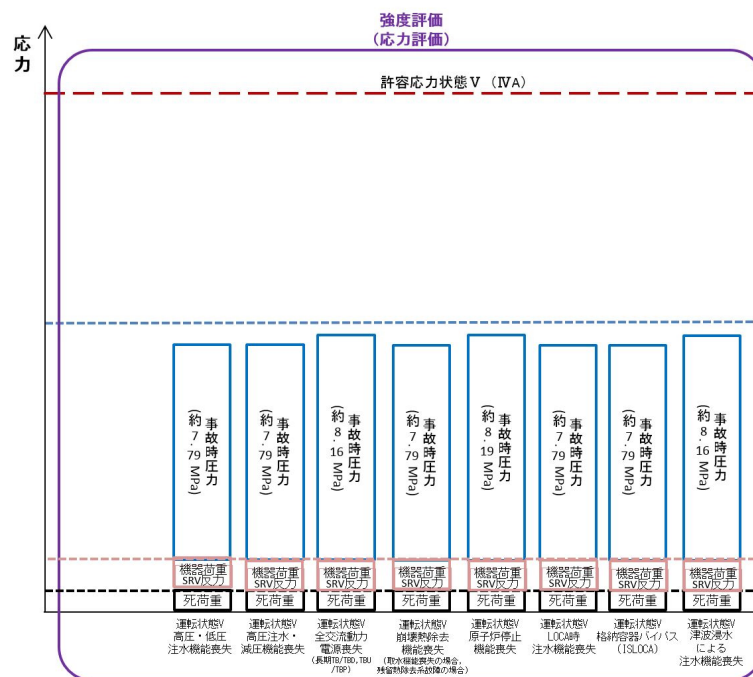 強度評価
(応力評価)
応力
許容応力状態Ⅴ (ⅣA)
事故時圧力
(約7.79MPa)
事故時圧力
(約7.79MPa)
事故時圧力
(約8.16MPa)
事故時圧力
(約7.79MPa)
事故時圧力
(約8.19MPa)
事故時圧力
(約7.79MPa)
事故時圧力
(約7.79MPa)
事故時圧力
(約8.16MPa)
機器荷重
SRV反力
機器荷重
SRV反力
機器荷重
SRV反力
機器荷重
SRV反力
機器荷重
SRV反力
機器荷重
SRV反力
機器荷重
SRV反力
機器荷重
SRV反力
死荷重
死荷重
死荷重
死荷重
死荷重
死荷重
死荷重
死荷重
運転状態Ⅴ
高圧・低圧
注水機能喪失
運転状態Ⅴ
高圧注水・
減圧機能喪失
運転状態Ⅴ
全交流動力
電源喪失
(長期TB/TBD,TBU
/TBP)
運転状態Ⅴ
崩壊熱除去
機能喪失
(取水機能喪失の場合,
残留熱除去系故障の場合)
運転状態Ⅴ
原子炉停止
機能喪失
運転状態Ⅴ
LOCA時
注水機能喪失
運転状態Ⅴ
格納容器バイパス
(ISLOCA)
運転状態Ⅴ
津波浸水
による
注水機能喪失